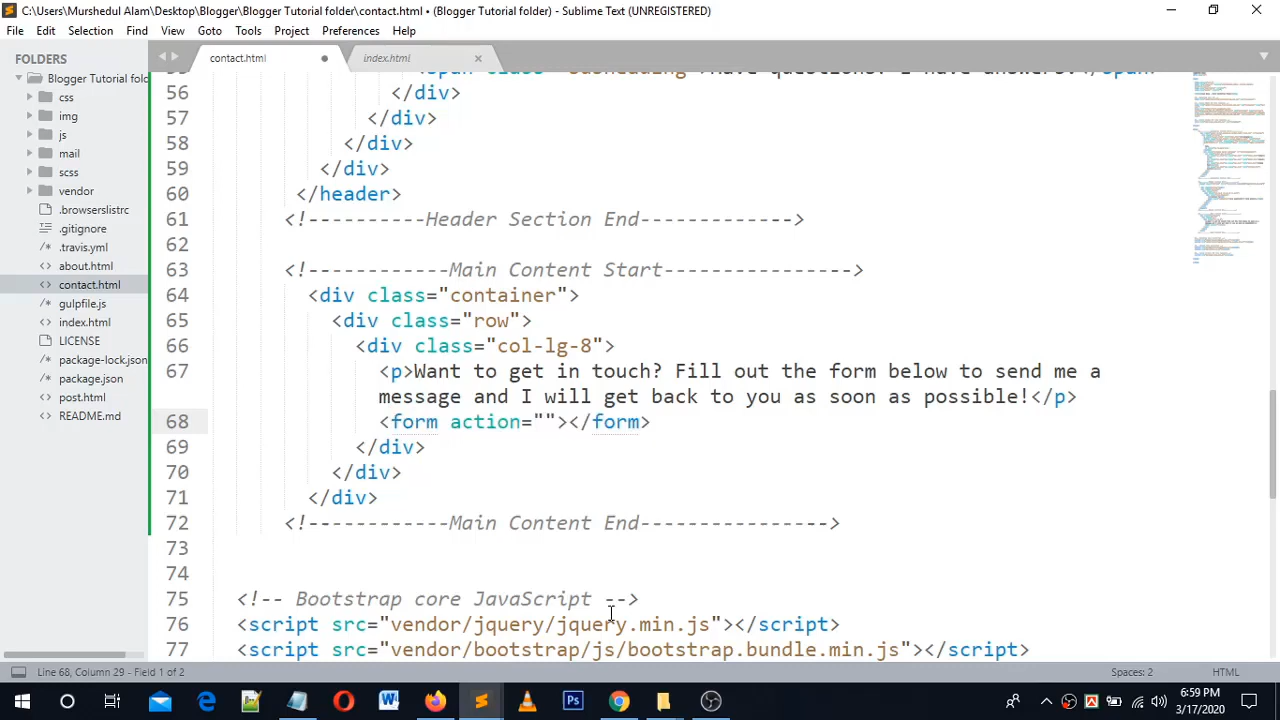 C:\Users\Murshedul Alam\Desktop\Blogger\Blogger Tutorial folder\contact.html • (Blogger Tutorial folder) - Sublime Text (UNREGISTERED)
File Edit Selection Find View Goto Tools Project Preferences Help
FOLDERS
Blogger Tutorial fold
css
img
js
mail
scss
vendor
.browserslistrc
.gitignore
.travis.yml
about.html
contact.html
gulpfile.js
index.html
LICENSE
package-lock.json
package.json
post.html
README.md
contact.html index.html
56 </div>
57 </div>
58 </div>
59 </div>
60 </header>
61 <!----------Header Section End------------->
62
63 <!------------Main Content Start---------------->
64 <div class="container">
65 <div class="row">
66 <div class="col-lg-8">
67 <p>Want to get in touch? Fill out the form below to send me a
message and I will get back to you as soon as possible!</p>
68 <form action=""></form>
69 </div>
70 </div>
71 </div>
72 <!------------Main Content End---------------->
73
74
75 <!-- Bootstrap core JavaScript -->
76 <script src="vendor/jquery/jquery.min.js"></script>
77 <script src="vendor/bootstrap/js/bootstrap.bundle.min.js"></script>
Line 68, Column 29 - Field 1 of 2
Spaces: 2
HTML
6:59 PM
3/17/2020